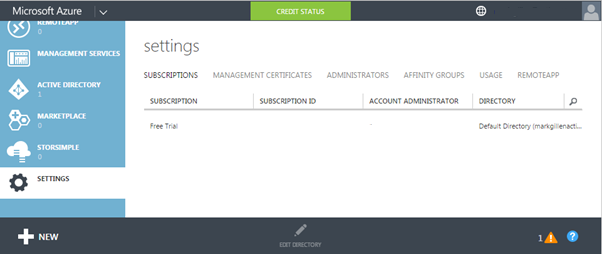 Microsoft Azure
CREDIT STATUS
REMOTEAPP
0
MANAGEMENT SERVICES
ACTIVE DIRECTORY
1
MARKETPLACE
0
STORSIMPLE
0
SETTINGS
settings
SUBSCRIPTIONS MANAGEMENT CERTIFICATES ADMINISTRATORS AFFINITY GROUPS USAGE REMOTEAPP
SUBSCRIPTION SUBSCRIPTION ID ACCOUNT ADMINISTRATOR DIRECTORY
Free Trial Default Directory (markgillenacti...
NEW
EDIT DIRECTORY
1
?